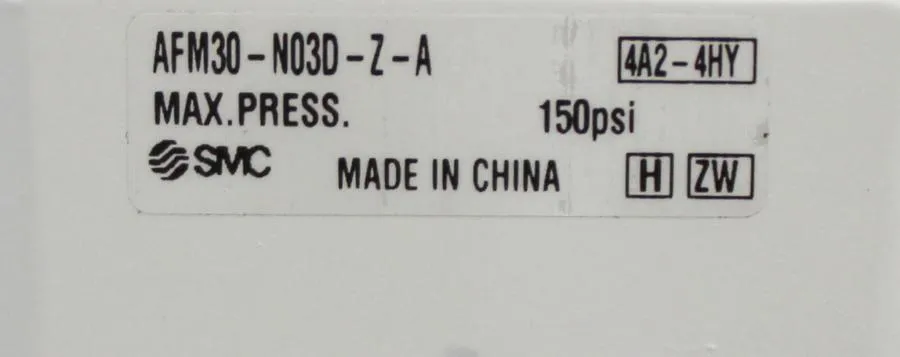 AFM30-N03D-Z-A 4A2-4HY
MAX.PRESS. 150psi
SMC MADE IN CHINA H ZW